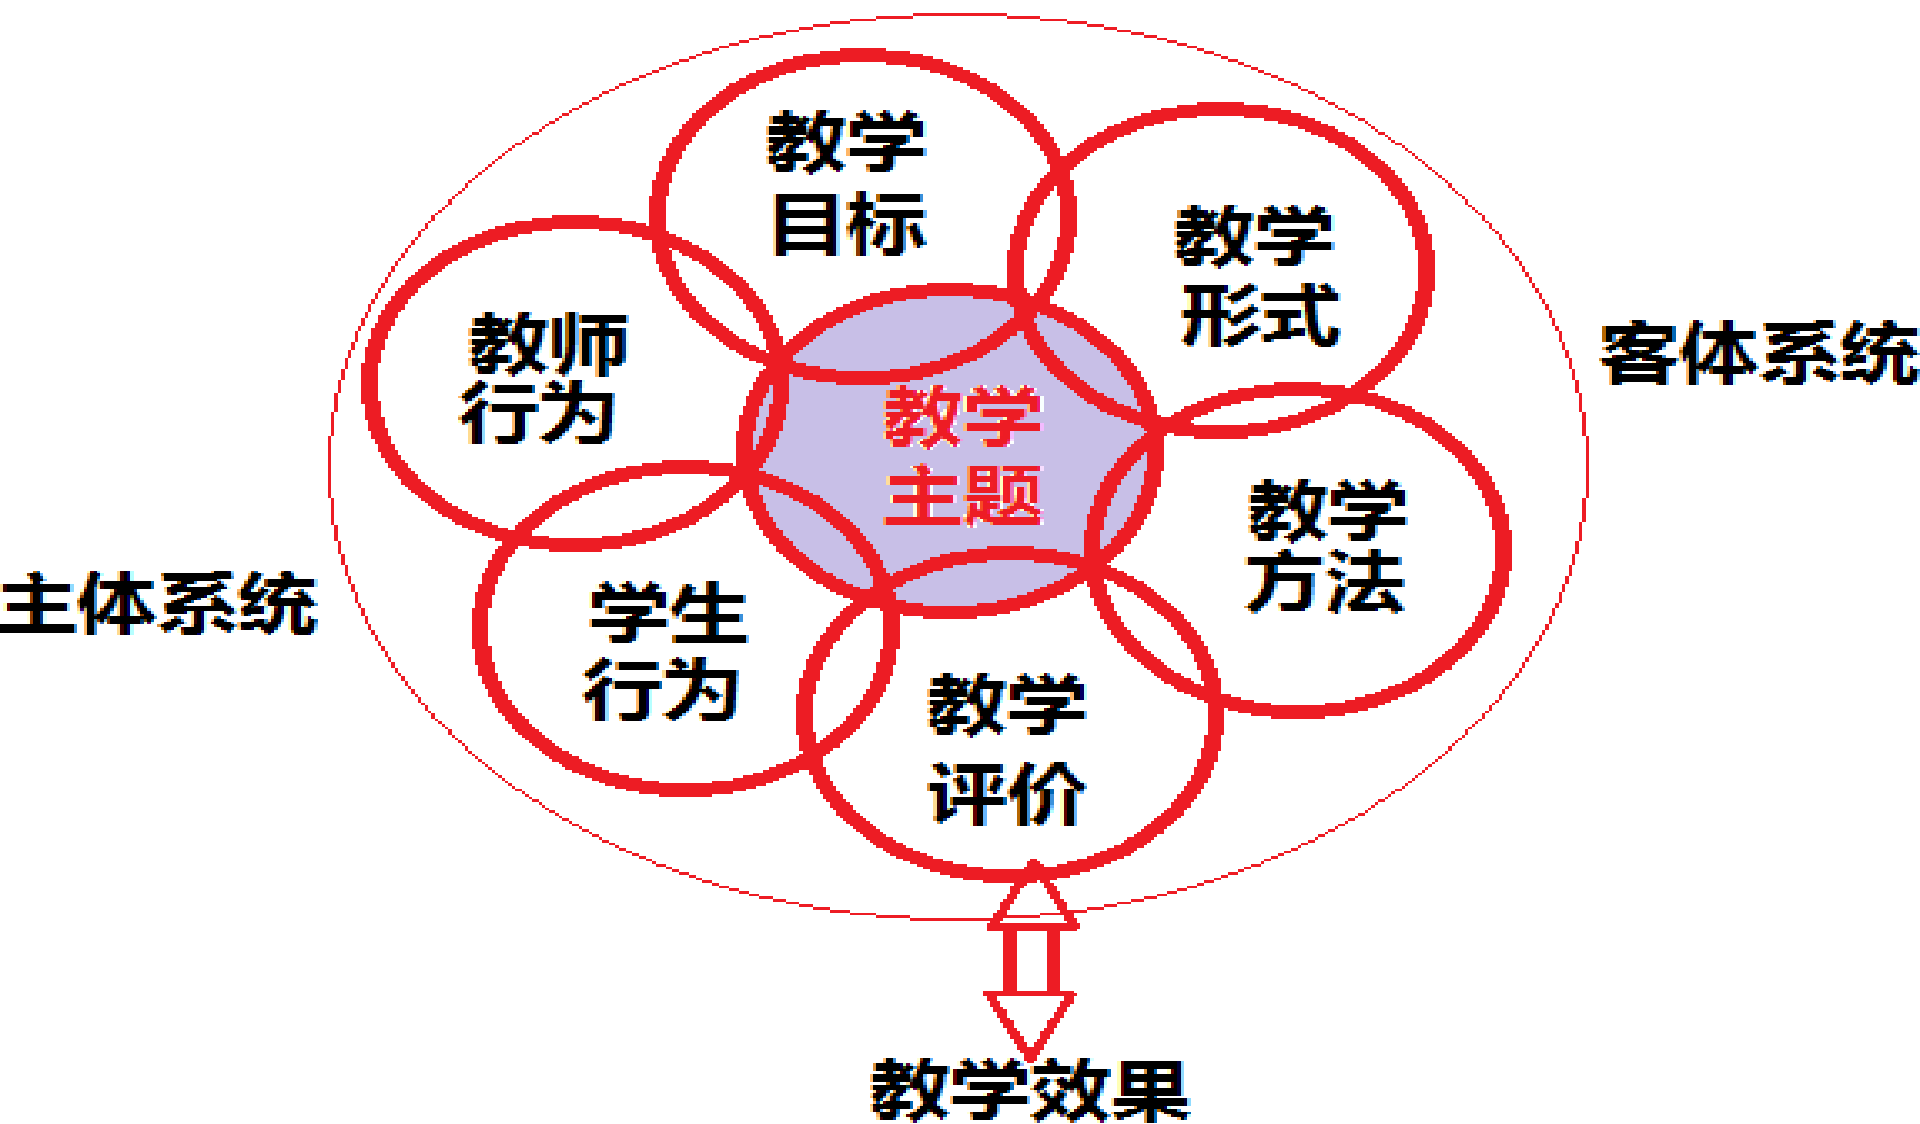 教学
目标
教学
形式
教师
行为
客体系统
教学
主题
教学
方法
主体系统
学生
行为
教学
评价
教学效果